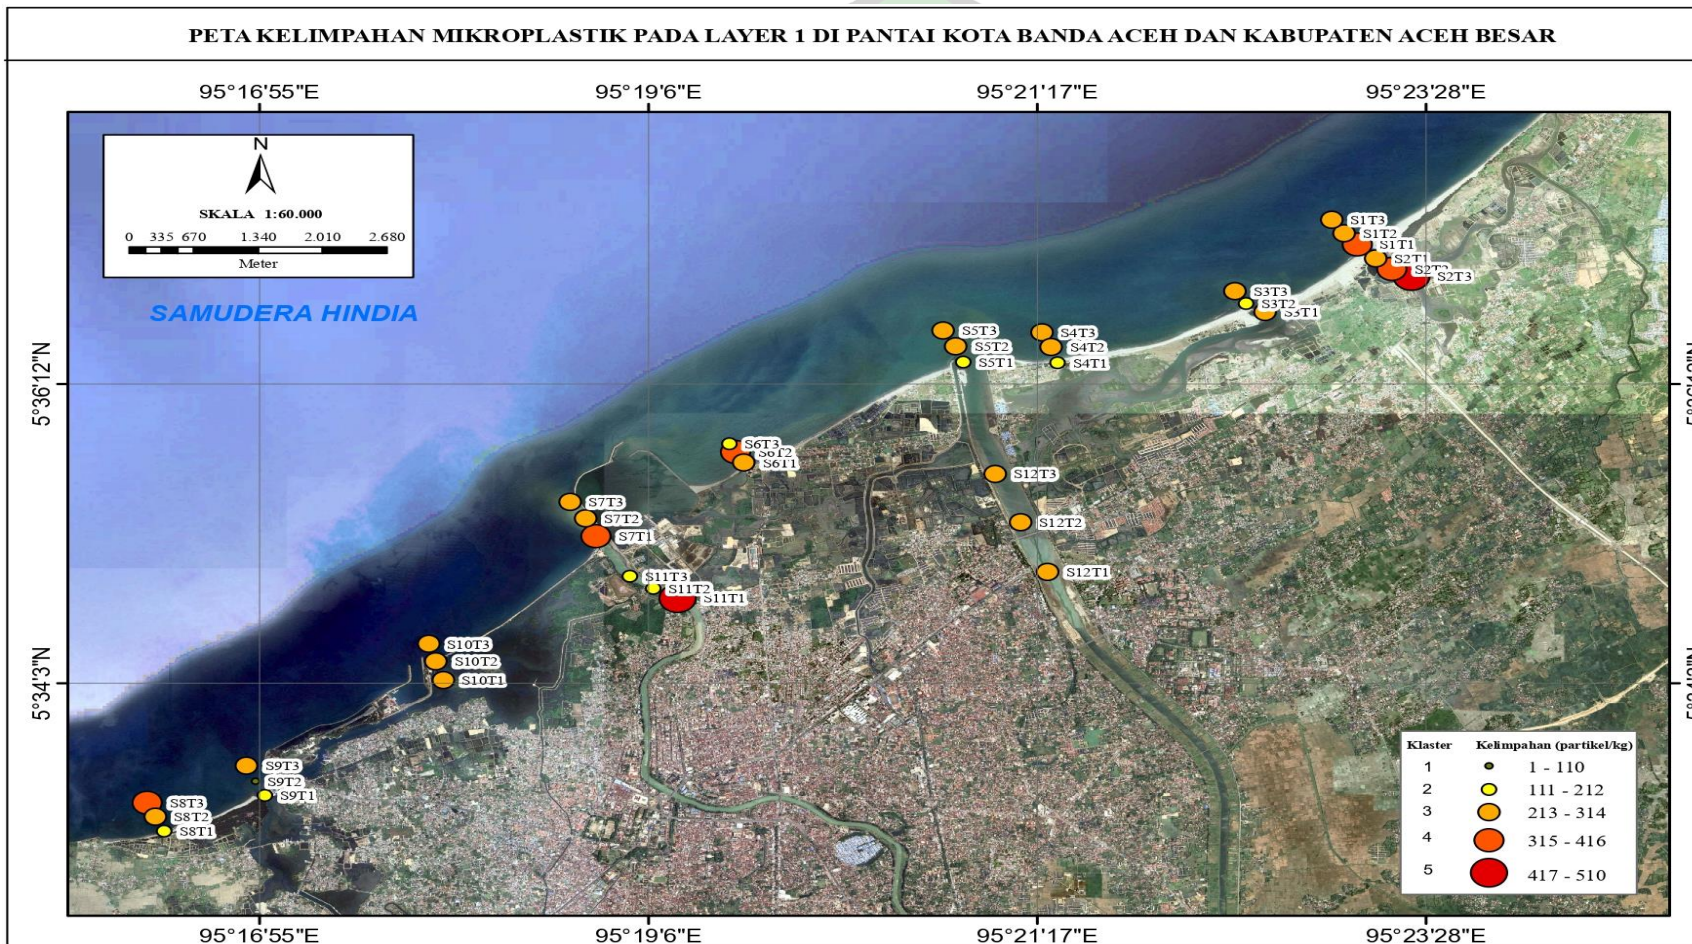 PETA KELIMPAHAN MIKROPLASTIK PADA LAYER 1 DI PANTAI KOTA BANDA ACEH DAN KABUPATEN ACEH BESAR
95°16'55"E 95°19'6"E 95°21'17"E 95°23'28"E
N
SKALA 1:60.000
0 335 670 1.340 2.010 2.680
Meter
SAMUDERA HINDIA
5°36'12"N
5°34'3"N
S1T3
S1T2
S1T1
S2T1
S2T2
S2T3
S3T3
S3T2
S3T1
S5T3
S5T2
S5T1
S4T3
S4T2
S4T1
S6T3
S6T2
S6T1
S12T3
S12T2
S12T1
S7T3
S7T2
S7T1
S11T3
S11T2
S11T1
S10T3
S10T2
S10T1
S9T3
S9T2
S9T1
S8T3
S8T2
S8T1
Klaster Kelimpahan (partikel/kg)
1 1 - 110
2 111 - 212
3 213 - 314
4 315 - 416
5 417 - 510
95°16'55"E 95°19'6"E 95°21'17"E 95°23'28"E